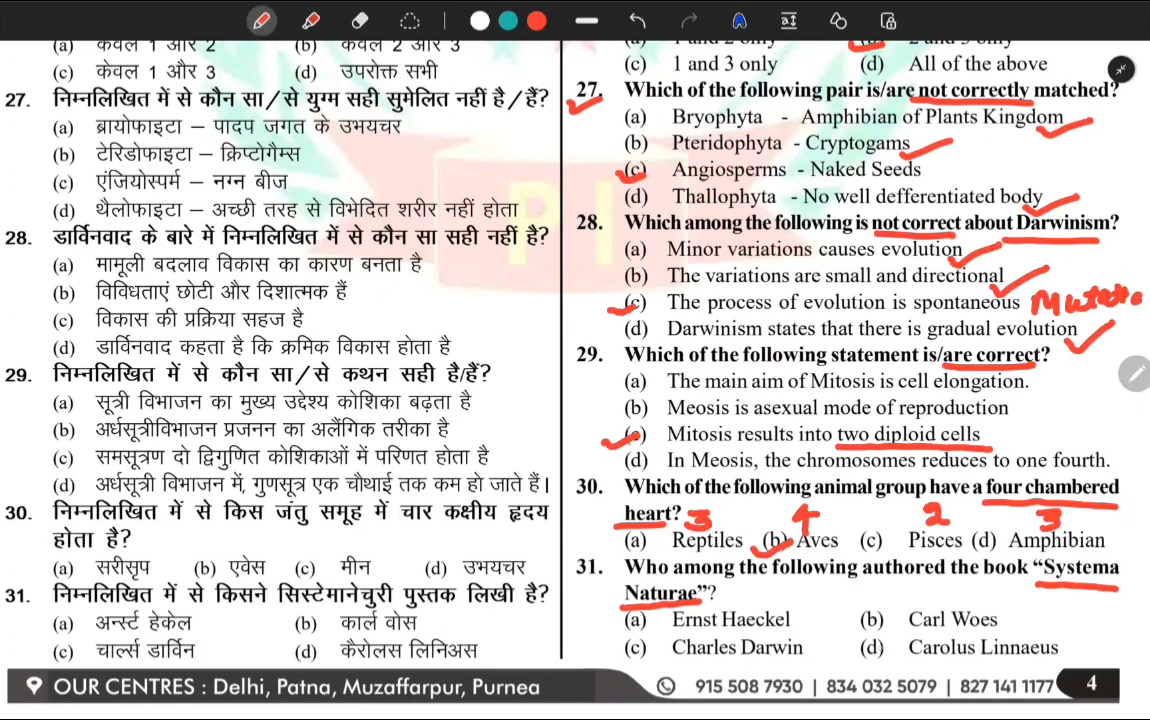 (a) केवल 1 और 2 (b) केवल 2 और 3
(c) केवल 1 और 3 (d) उपरोक्त सभी
27. निम्नलिखित में से कौन सा/से युग्म सही सुमेलित नहीं है/हैं?
(a) ब्रायोफाइटा – पादप जगत के उभयचर
(b) टेरिडोफाइटा – क्रिप्टोगैम्स
(c) एंजियोस्पर्म – नग्न बीज
(d) थैलोफाइटा – अच्छी तरह से विभेदित शरीर नहीं होता
28. डार्विनवाद के बारे में निम्नलिखित में से कौन सा सही नहीं है?
(a) मामूली बदलाव विकास का कारण बनता है
(b) विविधताएं छोटी और दिशात्मक हैं
(c) विकास की प्रक्रिया सहज है
(d) डार्विनवाद कहता है कि क्रमिक विकास होता है
29. निम्नलिखित में से कौन सा/से कथन सही है/हैं?
(a) सूत्री विभाजन का मुख्य उद्देश्य कोशिका बढ़ता है
(b) अर्धसूत्रीविभाजन प्रजनन का अलैंगिक तरीका है
(c) समसूत्रण दो द्विगुणित कोशिकाओं में परिणत होता है
(d) अर्धसूत्री विभाजन में, गुणसूत्र एक चौथाई तक कम हो जाते हैं।
30. निम्नलिखित में से किस जंतु समूह में चार कक्षीय हृदय
होता है?
(a) सरीसृप (b) एवेस (c) मीन (d) उभयचर
31. निम्नलिखित में से किसने सिस्टेमानेचुरी पुस्तक लिखी है?
(a) अर्न्स्ट हेकेल (b) कार्ल वोस
(c) चार्ल्स डार्विन (d) कैरोलस लिनिअस
(c) 1 and 3 only (d) All of the above
27. Which of the following pair is/are not correctly matched?
(a) Bryophyta - Amphibian of Plants Kingdom
(b) Pteridophyta - Cryptogams
(c) Angiosperms - Naked Seeds
(d) Thallophyta - No well defferentiated body
28. Which among the following is not correct about Darwinism?
(a) Minor variations causes evolution
(b) The variations are small and directional
(c) The process of evolution is spontaneous
(d) Darwinism states that there is gradual evolution
29. Which of the following statement is/are correct?
(a) The main aim of Mitosis is cell elongation.
(b) Meosis is asexual mode of reproduction
(c) Mitosis results into two diploid cells
(d) In Meosis, the chromosomes reduces to one fourth.
30. Which of the following animal group have a four chambered
heart? 3 4 2 3
(a) Reptiles (b) Aves (c) Pisces (d) Amphibian
31. Who among the following authored the book “Systema
Naturae”?
(a) Ernst Haeckel (b) Carl Woes
(c) Charles Darwin (d) Carolus Linnaeus
OUR CENTRES : Delhi, Patna, Muzaffarpur, Purnea 915 508 7930 | 834 032 5079 | 827 141 1177 4